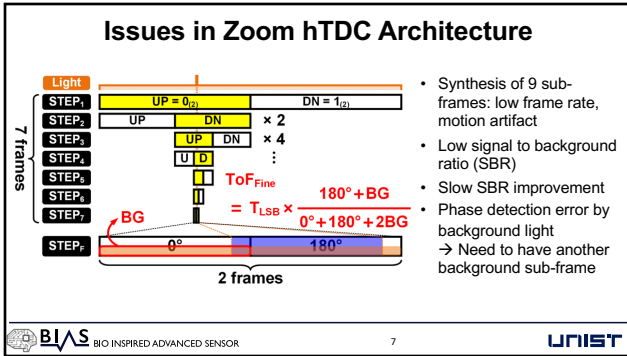 Issues in Zoom hTDC Architecture
Light
STEP1 UP = 0(2) DN = 1(2)
STEP2 UP DN × 2
STEP3 UP DN × 4
STEP4 U D ⋮
STEP5
STEP6
STEP7
7 frames
ToFFine
= TLSB × 180°+BG / 0°+180°+2BG
BG
STEPF 0° 180°
2 frames
• Synthesis of 9 sub-
frames: low frame rate,
motion artifact
• Low signal to background
ratio (SBR)
• Slow SBR improvement
• Phase detection error by
background light
→ Need to have another
background sub-frame
BIAS BIO INSPIRED ADVANCED SENSOR
7
UNIST